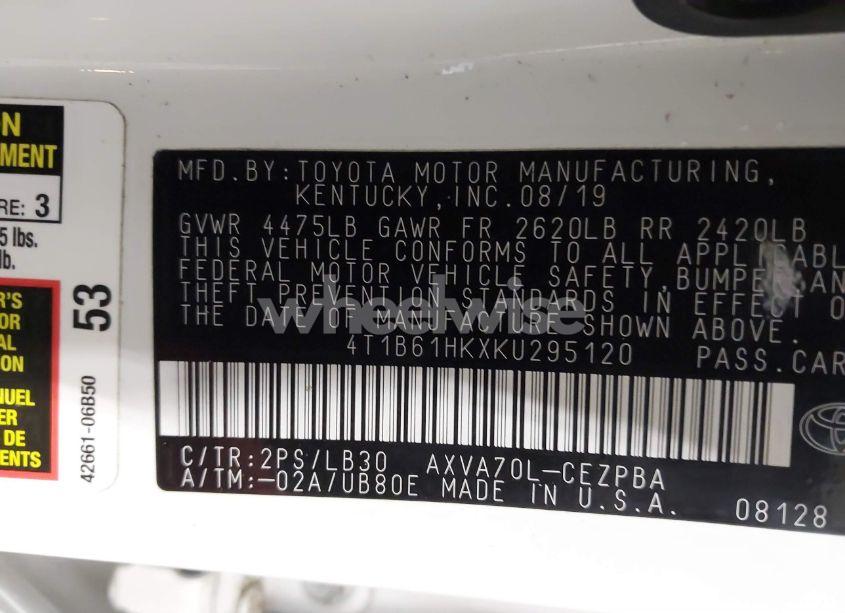 ON
MENT
RE: 3
5 lbs.
lb.
R'S
OR
AL
TION
NUEL
ER
DE
ENTS
53
42661-06B50
MFD.BY:TOYOTA MOTOR MANUFACTURING,
KENTUCKY,INC.08/19
GVWR 4475LB GAWR FR 2620LB RR 2420LB
THIS VEHICLE CONFORMS TO ALL APPLICABL
FEDERAL MOTOR VEHICLE SAFETY,BUMPER,AN
THEFT PREVENTION STANDARDS IN EFFECT O
THE DATE OF MANUFACTURE SHOWN ABOVE.
4T1B61HKXKU295120 PASS.CAR
C/TR:2PS/LB30 AXVA70L-CEZPBA
A/TM:-02A/UB80E MADE IN U.S.A.
08128
wheelwise